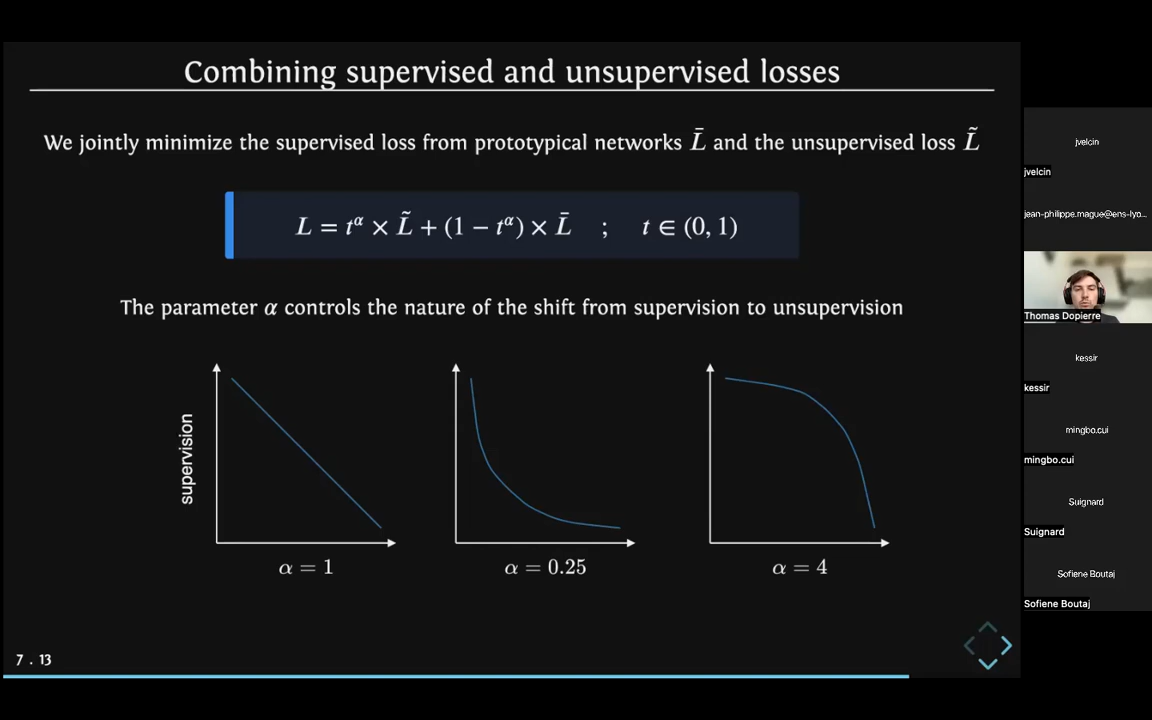 Combining supervised and unsupervised losses
We jointly minimize the supervised loss from prototypical networks L̄ and the unsupervised loss L̃
L = t^α × L̃ + (1 − t^α) × L̄ ; t ∈ (0, 1)
The parameter α controls the nature of the shift from supervision to unsupervision
supervision
α = 1
α = 0.25
α = 4
7 . 13
jvelcin
jvelcin
jean-philippe.mague@ens-lyo...
Thomas Dopierre
kessir
kessir
mingbo.cui
mingbo.cui
Suignard
Suignard
Sofiene Boutaj
Sofiene Boutaj